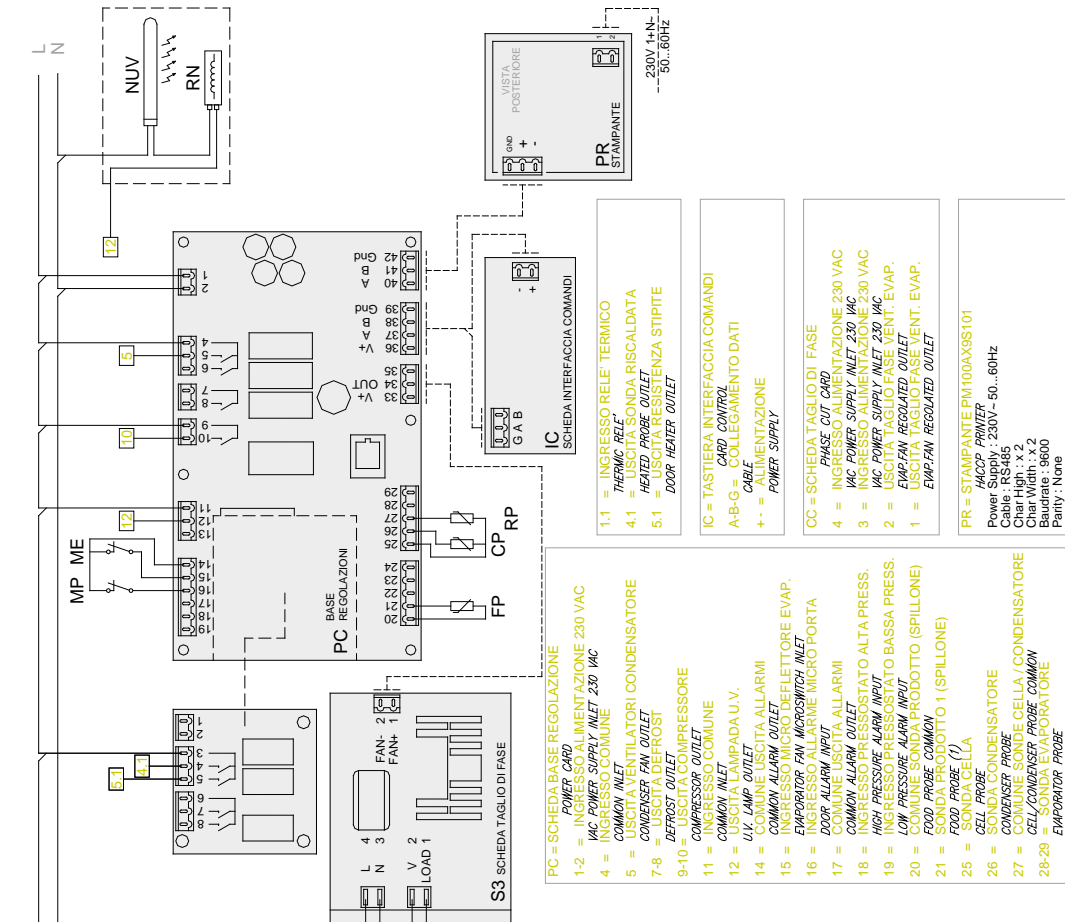 L
N
NUV
RN
12
VISTA
POSTERIORE
GND
+
-
1
2
PR
STAMPANTE
230V 1+N~
50...60Hz
5
10
12
1
2
4
5
6
7
8
9
10
11
12
13
14
15
16
17
18
19
MP
ME
PC
BASE
REGOLAZIONI
42 Gnd
41 B
40 A
39 Gnd
38 B
37 A
36 V+
35
34 OUT
33 V+
29
28
27
26
25
24
23
22
21
20
FP
CP
RP
-
+
G A B
IC
SCHEDA INTERFACCIA COMANDI
5.1
4.1
1
2
3
4
5
6
7
8
FAN- 2
FAN+ 1
L 4
N 3
V 2
LOAD 1
S3 SCHEDA TAGLIO DI FASE
PC = SCHEDA BASE REGOLAZIONE
POWER CARD
1-2 = INGRESSO ALIMENTAZIONE 230 VAC
VAC POWER SUPPLY INLET 230 VAC
4 = INGRESSO COMUNE
COMMON INLET
5 = USCITA VENTILATORI CONDENSATORE
CONDENSER FAN OUTLET
7-8 = USCITA DEFROST
DEFROST OUTLET
9-10 = USCITA COMPRESSORE
COMPRESSOR OUTLET
11 = INGRESSO COMUNE
COMMON INLET
12 = USCITA LAMPADA U.V.
U.V. LAMP OUTLET
14 = COMUNE USCITA ALLARMI
COMMON ALLARM OUTLET
15 = INGRESSO MICRO DEFLETTORE EVAP.
EVAPORATOR FAN MICROSWITCH INLET
16 = INGRESSO ALLARME MICRO PORTA
DOOR ALLARM INPUT
17 = COMUNE USCITA ALLARMI
COMMON ALLARM OUTLET
18 = INGRESSO PRESSOSTATO ALTA PRESS.
HIGH PRESSURE ALARM INPUT
19 = INGRESSO PRESSOSTATO BASSA PRESS.
LOW PRESSURE ALARM INPUT
20 = COMUNE SONDA PRODOTTO (SPILLONE)
FOOD PROBE COMMON
21 = SONDA PRODOTTO 1 (SPILLONE)
FOOD PROBE (1)
25 = SONDA CELLA
CELL PROBE
26 = SONDA CONDENSATORE
CONDENSER PROBE
27 = COMUNE SONDE CELLA / CONDENSATORE
CELL/CONDENSER PROBE COMMON
28-29 = SONDA EVAPORATORE
EVAPORATOR PROBE
1.1 = INGRESSO RELE' TERMICO
THERMIC RELE'
4.1 = USCITA SONDA RISCALDATA
HEATED PROBE OUTLET
5.1 = USCITA RESISTENZA STIPITE
DOOR HEATER OUTLET
IC = TASTIERA INTERFACCIA COMANDI
CARD CONTROL
A-B-G = COLLEGAMENTO DATI
CABLE
+ - = ALIMENTAZIONE
POWER SUPPLY
CC = SCHEDA TAGLIO DI FASE
PHASE CUT CARD
4 = INGRESSO ALIMENTAZIONE 230 VAC
VAC POWER SUPPLY INLET 230 VAC
3 = INGRESSO ALIMENTAZIONE 230 VAC
VAC POWER SUPPLY INLET 230 VAC
2 = USCITA TAGLIO FASE VENT. EVAP.
EVAP.FAN REGOLATED OUTLET
1 = USCITA TAGLIO FASE VENT. EVAP.
EVAP.FAN REGOLATED OUTLET
PR = STAMPANTE PM100AX9S101
HACCP PRINTER
Power Supply : 230V~ 50...60Hz
Cable : RS485
Char High : x 2
Char Width : x 2
Baudrate : 9600
Parity : None